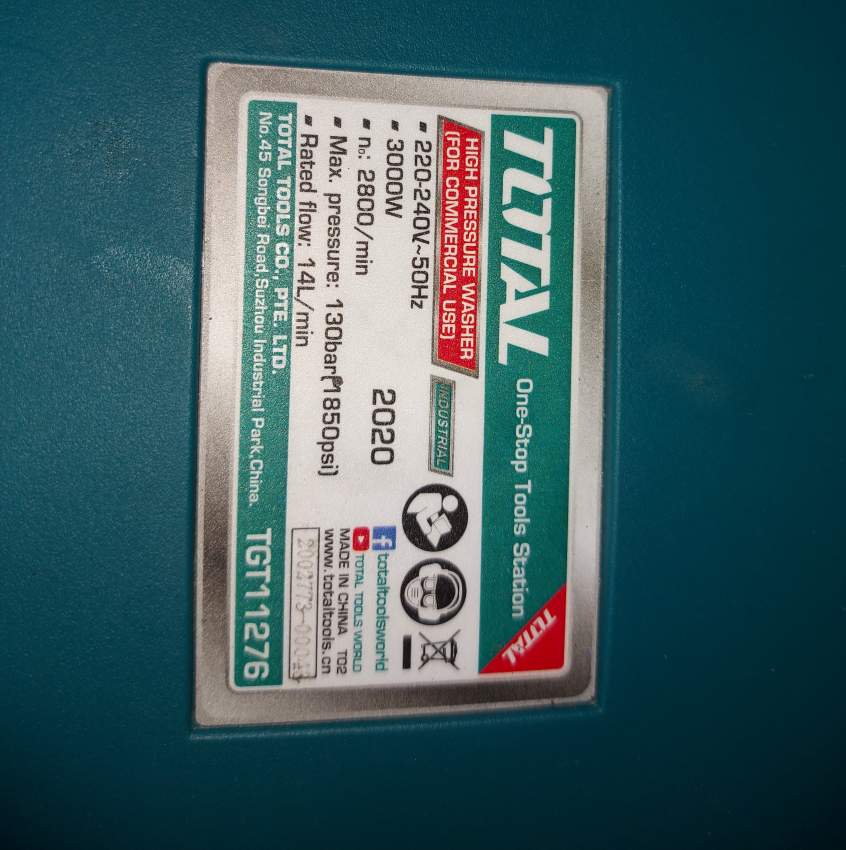 TOTAL One-Stop Tools Station
TOTAL
HIGH PRESSURE WASHER
(FOR COMMERCIAL USE)
INDUSTRIAL
220-240V~50Hz
3000W
n₀: 2800/min
Max. pressure: 130bar(1850psi)
Rated flow: 14L/min
2020
f totaltoolsworld
TOTAL TOOLS WORLD
MADE IN CHINA T02
www.totaltools.cn
TOTAL TOOLS CO., PTE. LTD.
No.45 Songbei Road,Suzhou Industrial Park,China.
TGT11276